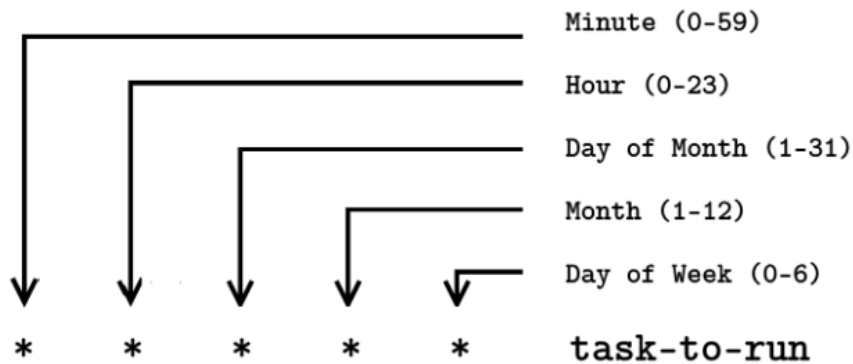 Minute (0-59)
Hour (0-23)
Day of Month (1-31)
Month (1-12)
Day of Week (0-6)
* * * * * task-to-run